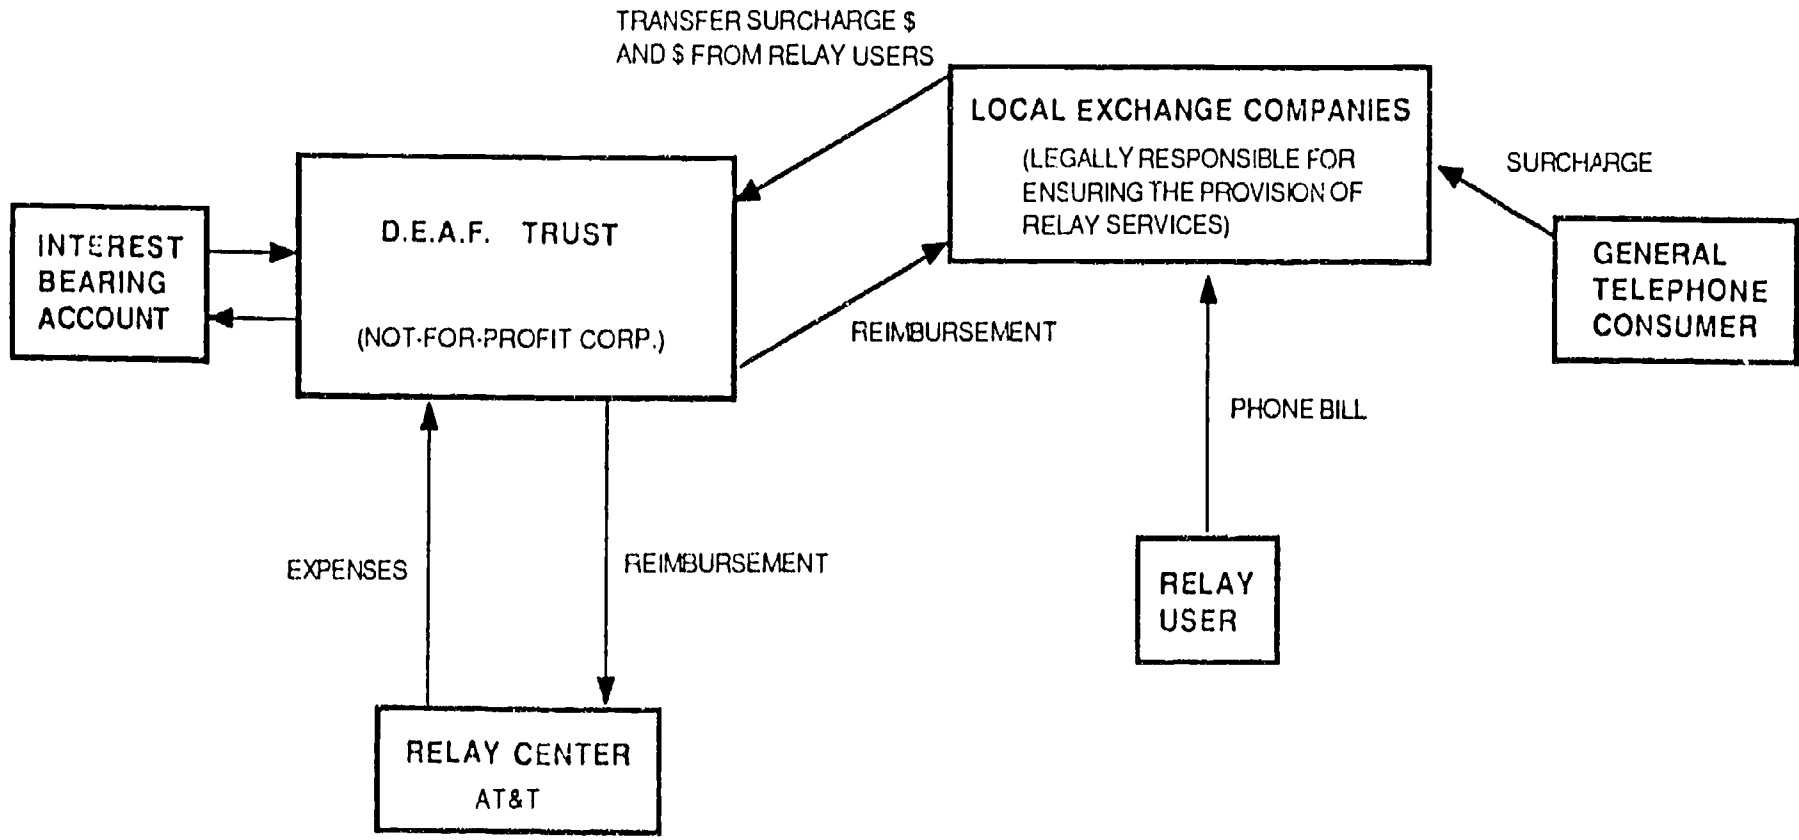 TRANSFER SURCHARGE $
AND $ FROM RELAY USERS
LOCAL EXCHANGE COMPANIES
(LEGALLY RESPONSIBLE FOR
ENSURING THE PROVISION OF
RELAY SERVICES)
SURCHARGE
GENERAL
TELEPHONE
CONSUMER
D.E.A.F. TRUST
(NOT-FOR-PROFIT CORP.)
INTEREST
BEARING
ACCOUNT
REIMBURSEMENT
PHONE BILL
EXPENSES
REIMBURSEMENT
RELAY
USER
RELAY CENTER
AT&T